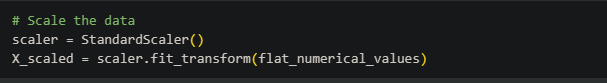 # Scale the data
scaler = StandardScaler()
X_scaled = scaler.fit_transform(flat_numerical_values)